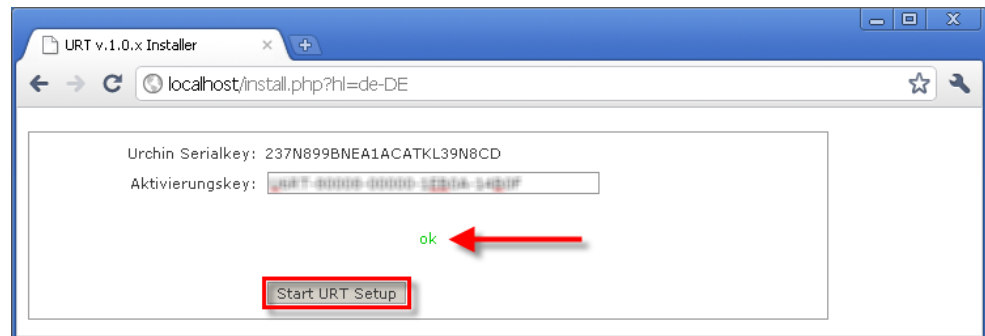 URT v.1.0.x Installer
localhost/install.php?hl=de-DE
Urchin Serialkey: 237N899BNEA1ACATKL39N8CD
Aktivierungskey:
ok
Start URT Setup